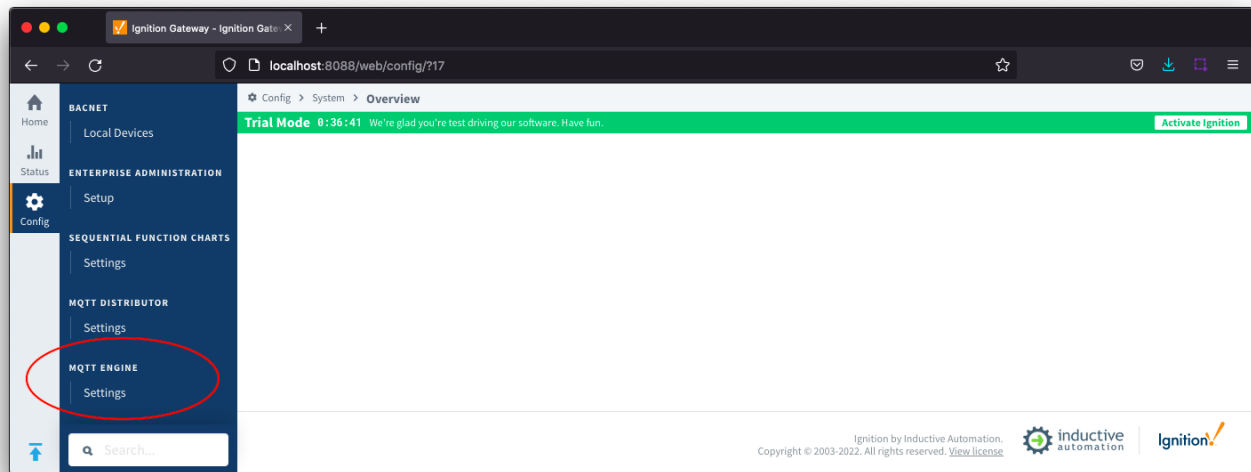 Ignition Gateway - Ignition Gate
localhost:8088/web/config/?17
Home
Status
Config
BACNET
Local Devices
ENTERPRISE ADMINISTRATION
Setup
SEQUENTIAL FUNCTION CHARTS
Settings
MQTT DISTRIBUTOR
Settings
MQTT ENGINE
Settings
Search...
Config > System > Overview
Trial Mode 0:36:41 We're glad you're test driving our software. Have fun.
Activate Ignition
Ignition by Inductive Automation.
Copyright © 2003-2022. All rights reserved. View license
inductive
automation
Ignition